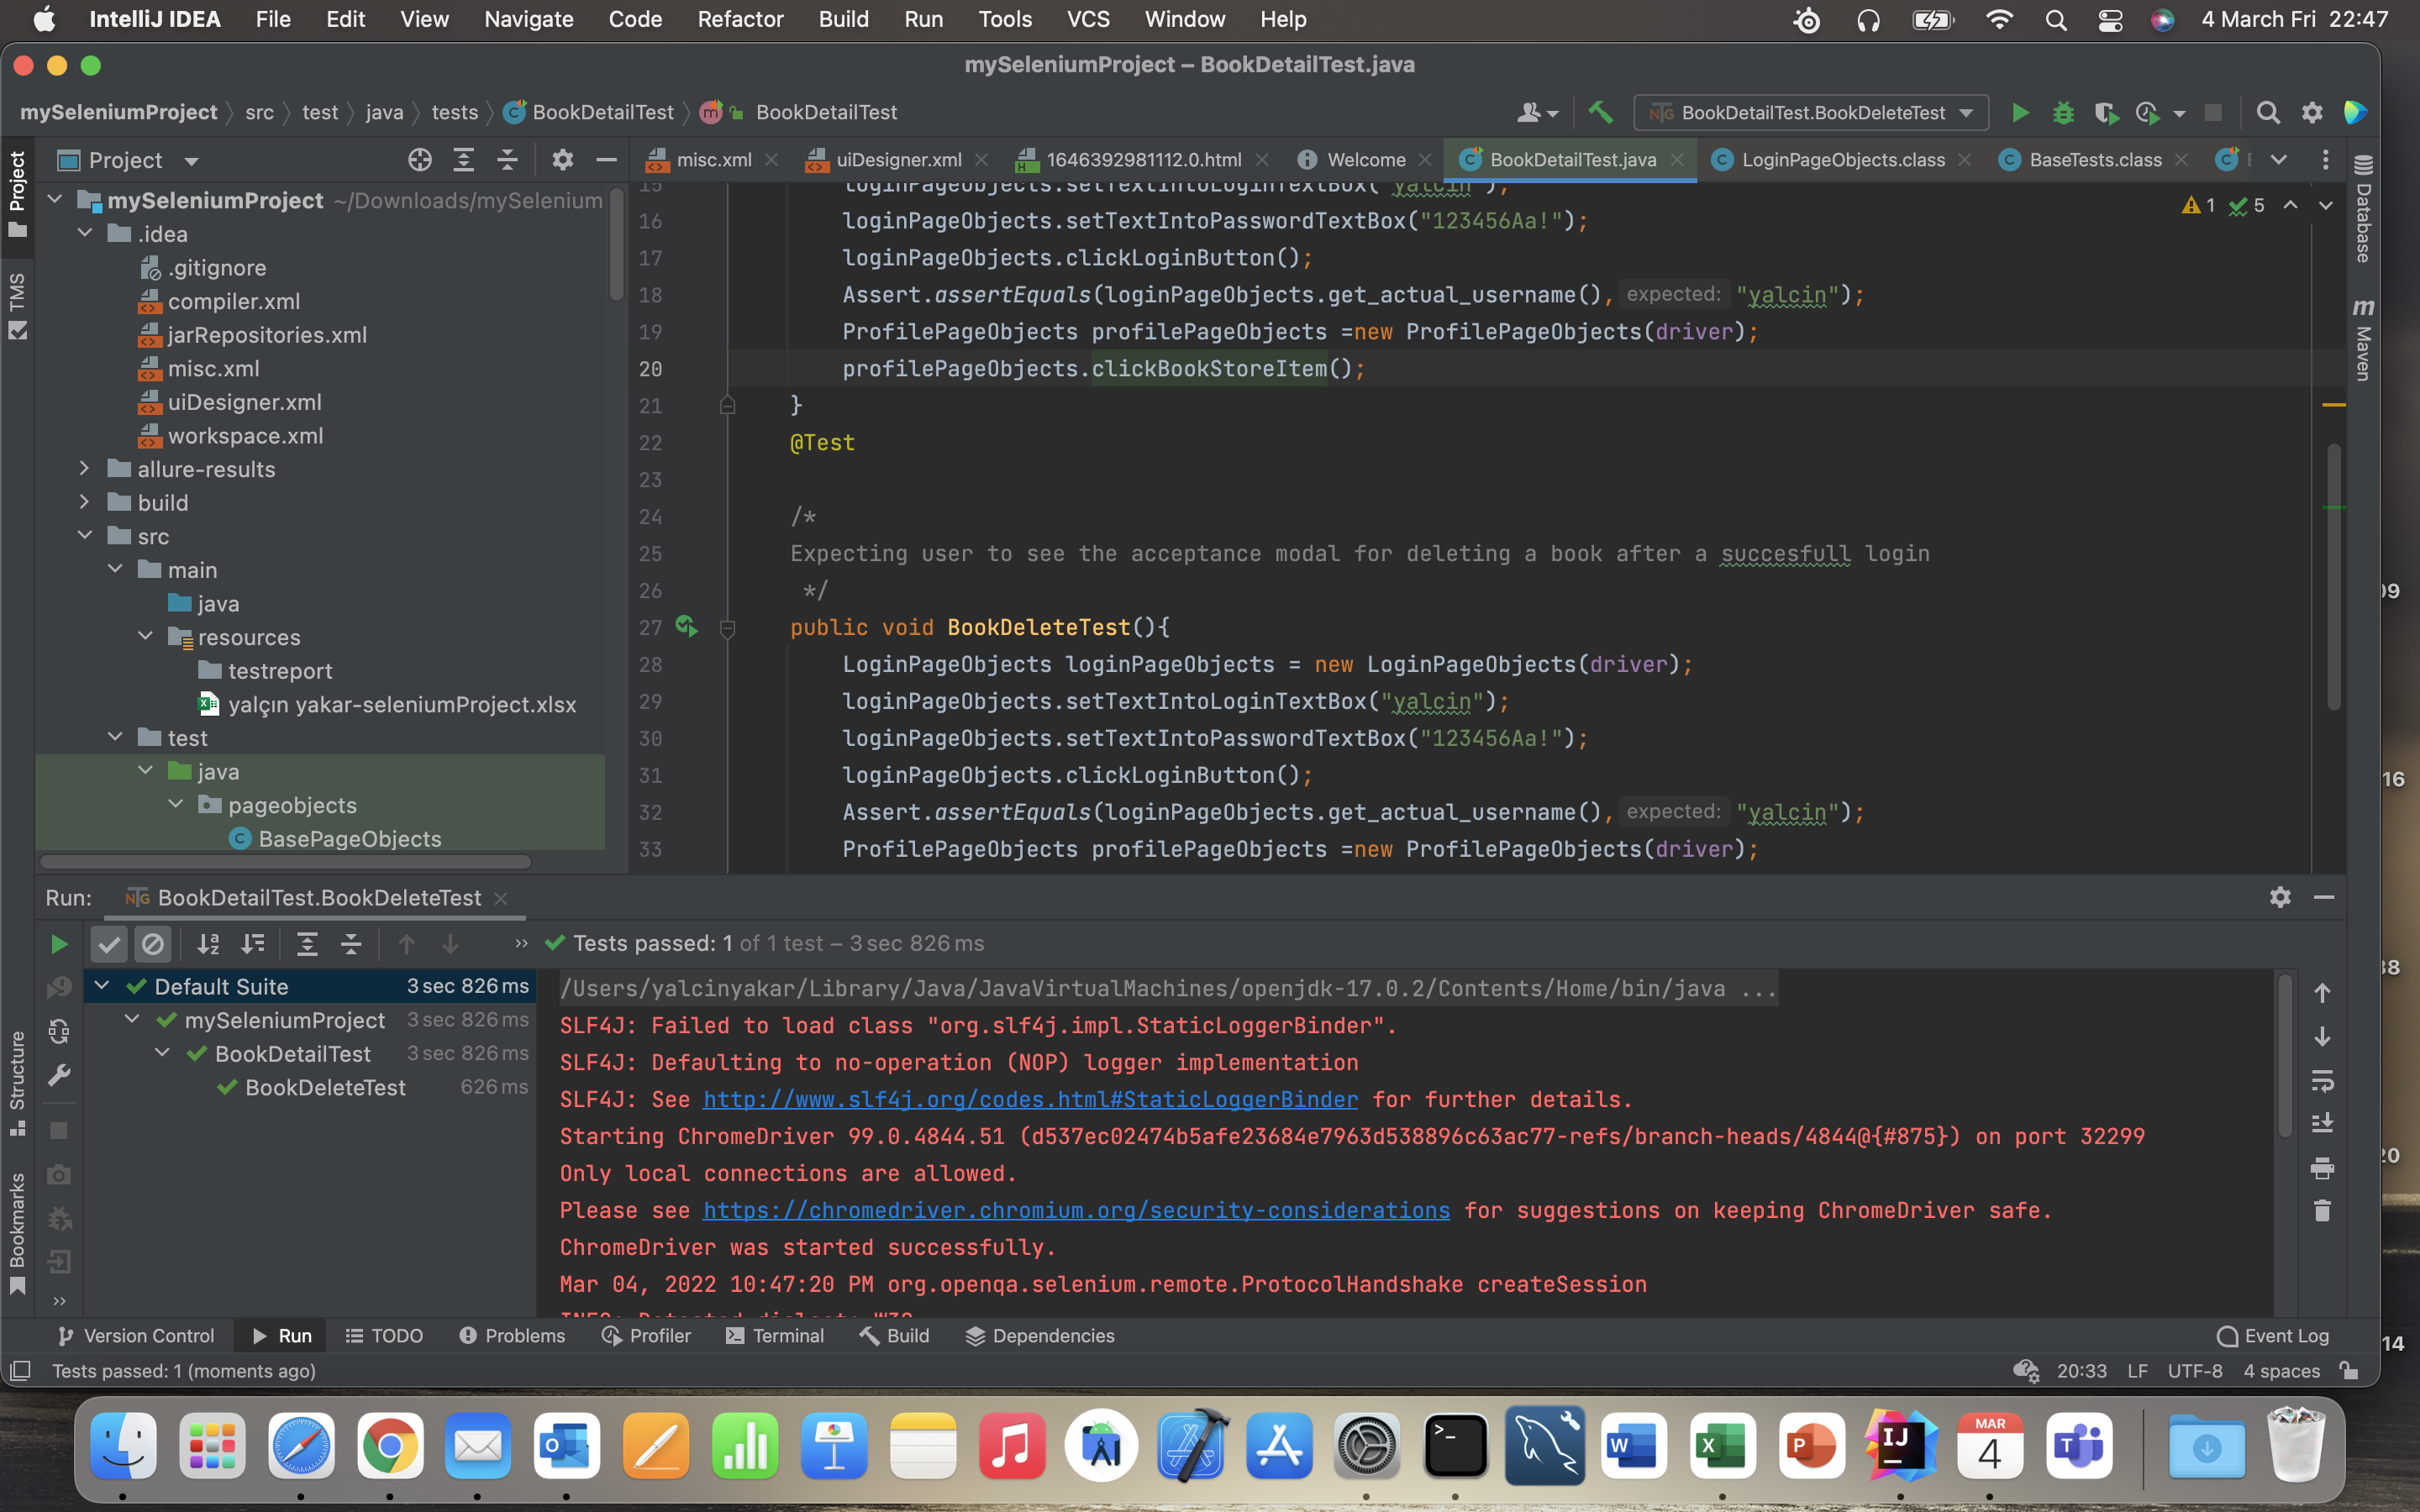 IntelliJ IDEA File Edit View Navigate Code Refactor Build Run Tools VCS Window Help 4 March Fri 22:47
mySeleniumProject – BookDetailTest.java
mySeleniumProject src test java tests BookDetailTest BookDetailTest BookDetailTest.BookDeleteTest
Project
misc.xml uiDesigner.xml 1646392981112.0.html Welcome BookDetailTest.java LoginPageObjects.class BaseTests.class
Project
TMS
Structure
Bookmarks
Database
Maven
mySeleniumProject ~/Downloads/mySelenium
.idea
.gitignore
compiler.xml
jarRepositories.xml
misc.xml
uiDesigner.xml
workspace.xml
allure-results
build
src
main
java
resources
testreport
yalçın yakar-seleniumProject.xlsx
test
java
pageobjects
BasePageObjects
1 5
15 loginPageObjects.setTextIntoLoginTextBox("yalcin");
16 loginPageObjects.setTextIntoPasswordTextBox("123456Aa!");
17 loginPageObjects.clickLoginButton();
18 Assert.assertEquals(loginPageObjects.get_actual_username(), expected: "yalcin");
19 ProfilePageObjects profilePageObjects =new ProfilePageObjects(driver);
20 profilePageObjects.clickBookStoreItem();
21 }
22 @Test
23
24 /*
25 Expecting user to see the acceptance modal for deleting a book after a succesfull login
26 */
27 public void BookDeleteTest(){
28 LoginPageObjects loginPageObjects = new LoginPageObjects(driver);
29 loginPageObjects.setTextIntoLoginTextBox("yalcin");
30 loginPageObjects.setTextIntoPasswordTextBox("123456Aa!");
31 loginPageObjects.clickLoginButton();
32 Assert.assertEquals(loginPageObjects.get_actual_username(), expected: "yalcin");
33 ProfilePageObjects profilePageObjects =new ProfilePageObjects(driver);
Run: BookDetailTest.BookDeleteTest
Tests passed: 1 of 1 test – 3 sec 826 ms
Default Suite 3 sec 826 ms
mySeleniumProject 3 sec 826 ms
BookDetailTest 3 sec 826 ms
BookDeleteTest 626 ms
/Users/yalcinyakar/Library/Java/JavaVirtualMachines/openjdk-17.0.2/Contents/Home/bin/java ...
SLF4J: Failed to load class "org.slf4j.impl.StaticLoggerBinder".
SLF4J: Defaulting to no-operation (NOP) logger implementation
SLF4J: See http://www.slf4j.org/codes.html#StaticLoggerBinder for further details.
Starting ChromeDriver 99.0.4844.51 (d537ec02474b5afe23684e7963d538896c63ac77-refs/branch-heads/4844@{#875}) on port 32299
Only local connections are allowed.
Please see https://chromedriver.chromium.org/security-considerations for suggestions on keeping ChromeDriver safe.
ChromeDriver was started successfully.
Mar 04, 2022 10:47:20 PM org.openqa.selenium.remote.ProtocolHandshake createSession
INFO: Detected dialect: W3C
Version Control Run TODO Problems Profiler Terminal Build Dependencies Event Log
Tests passed: 1 (moments ago) 20:33 LF UTF-8 4 spaces
09
16
38
20
14
MAR
4